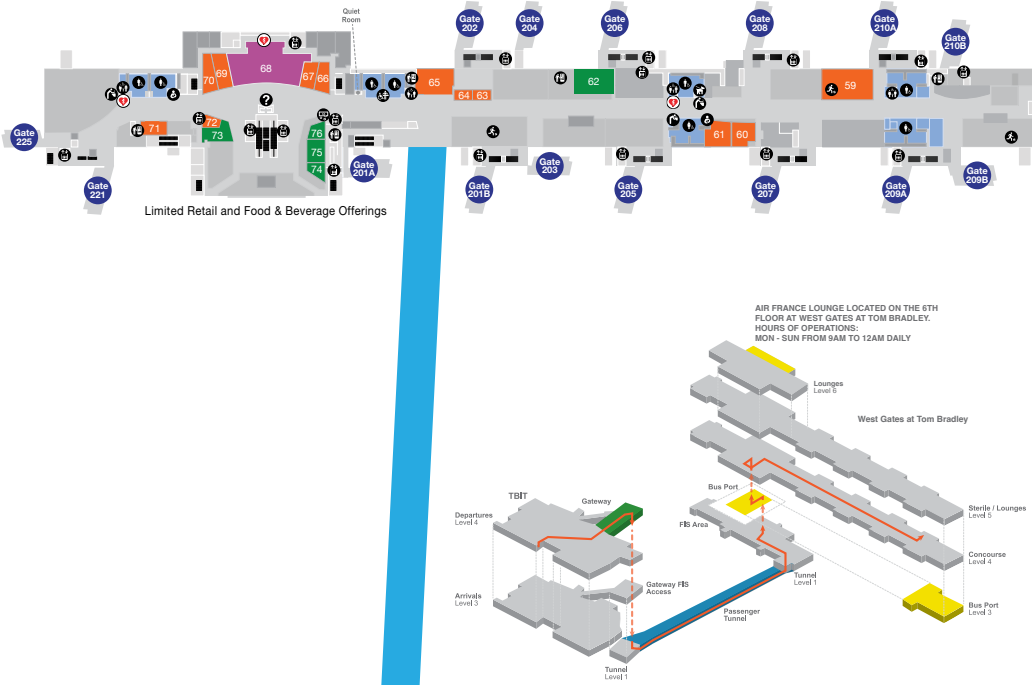 Quiet
Room
Gate
202
Gate
204
Gate
206
Gate
208
Gate
210A
Gate
210B
70
69
68
67
66
65
64
63
62
59
71
72
73
76
75
74
61
60
?
Gate
225
Gate
221
Gate
201A
Gate
201B
Gate
203
Gate
205
Gate
207
Gate
209A
Gate
209B
Limited Retail and Food & Beverage Offerings
AIR FRANCE LOUNGE LOCATED ON THE 6TH
FLOOR AT WEST GATES AT TOM BRADLEY.
HOURS OF OPERATIONS:
MON - SUN FROM 9AM TO 12AM DAILY
Lounges
Level 6
West Gates at Tom Bradley
Bus Port
TBIT
Gateway
Departures
Level 4
FIS Area
Sterile / Lounges
Level 5
Concourse
Level 4
Tunnel
Level 1
Gateway FIS
Access
Arrivals
Level 3
Passenger
Tunnel
Bus Port
Level 3
Tunnel
Level 1